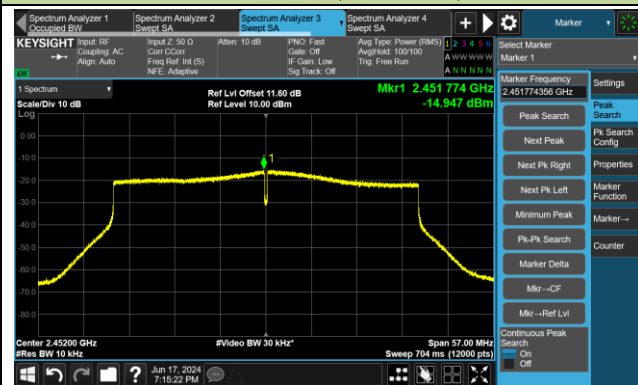 Spectrum Analyzer 1
Occupied BW
Spectrum Analyzer 2
Swept SA
Spectrum Analyzer 3
Swept SA
Spectrum Analyzer 4
Swept SA
+
Marker
KEYSIGHT
Input: RF
Coupling: AC
Align: Auto
Input Z: 50 Ω
Corr CCorr
Freq Ref: Int (S)
NFE: Adaptive
Atten: 10 dB
PNO: Fast
Gate: Off
IF Gain: Low
Sig Track: Off
Avg Type: Power (RMS)
Avg|Hold: 100/100
Trig: Free Run
1 2 3 4 5 6
A W W W W W
A N N N N N
Select Marker
Marker 1
1 Spectrum
Scale/Div 10 dB
Log
Ref Lvl Offset 11.60 dB
Ref Level 10.00 dBm
Mkr1 2.451 774 GHz
-14.947 dBm
1
0.00
-10.0
-20.0
-30.0
-40.0
-50.0
-60.0
-70.0
-80.0
Center 2.45200 GHz
#Res BW 10 kHz
#Video BW 30 kHz*
Span 57.00 MHz
Sweep 704 ms (12000 pts)
Marker Frequency
2.451774356 GHz
Peak Search
Next Peak
Next Pk Right
Next Pk Left
Minimum Peak
Pk-Pk Search
Marker Delta
Mkr→CF
Mkr→Ref Lvl
Continuous Peak
Search
On
Off
Settings
Peak
Search
Pk Search
Config
Properties
Marker
Function
Marker→
Counter
?
Jun 17, 2024
7:15:22 PM